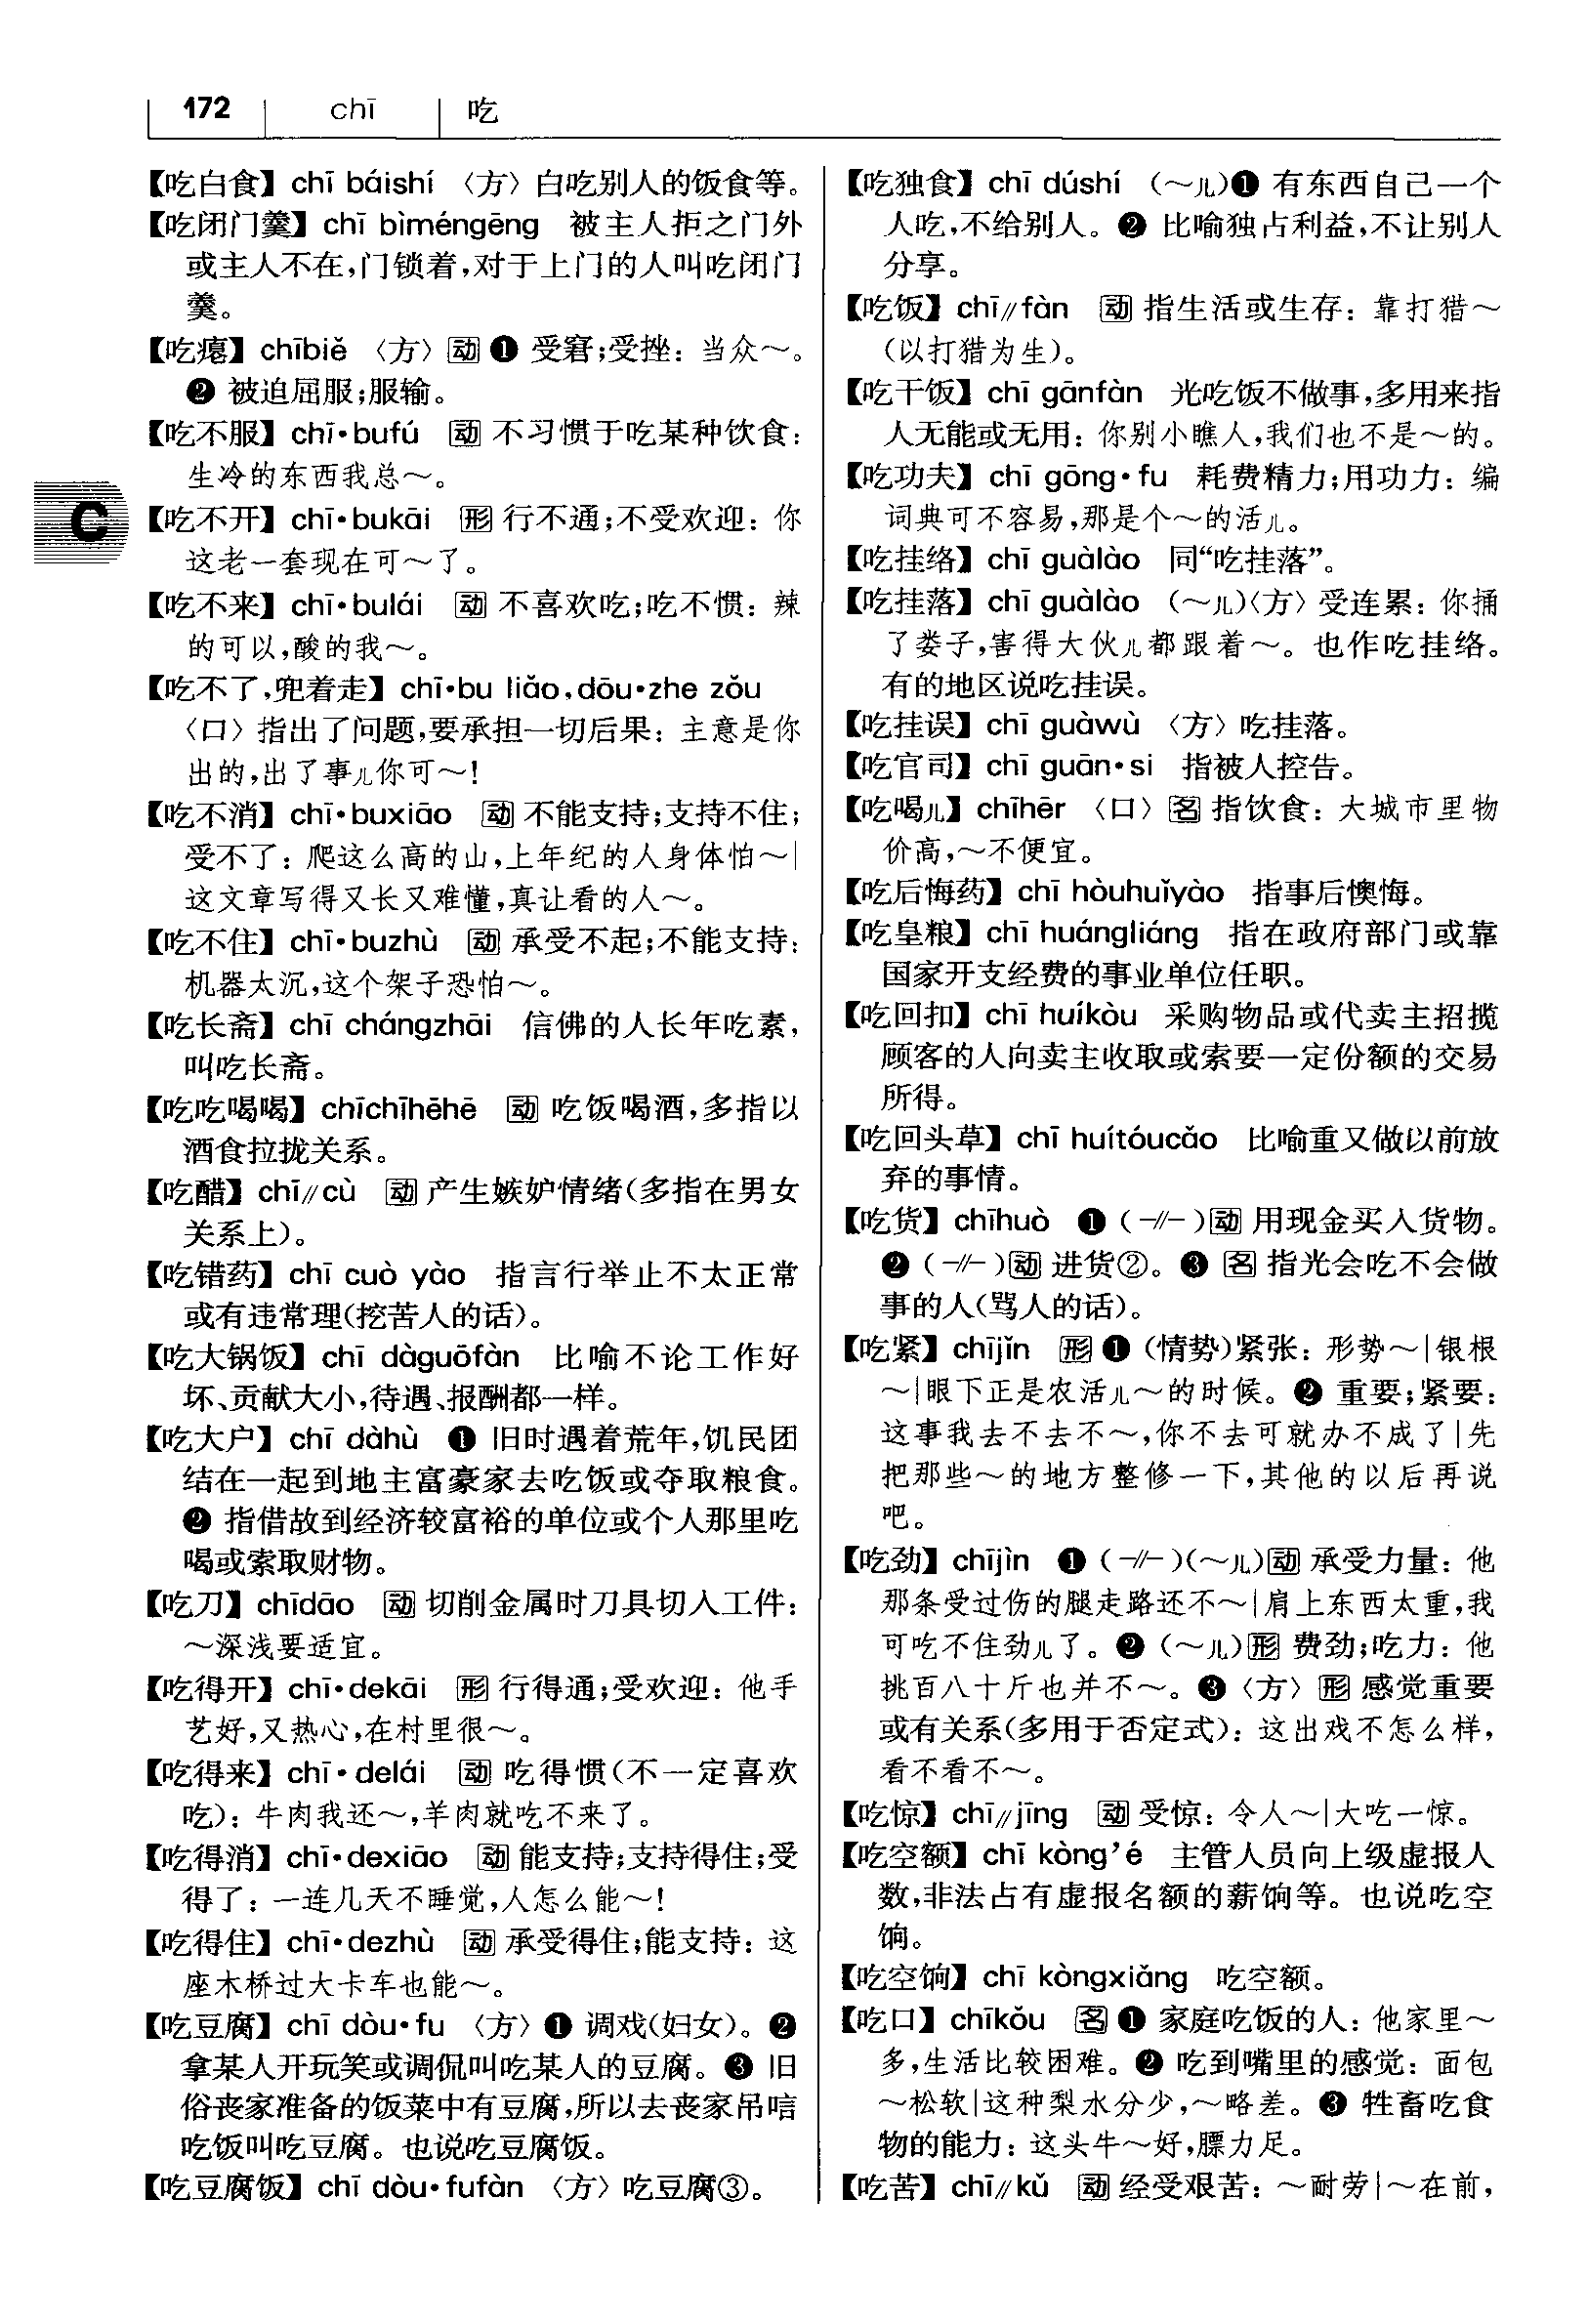 172 chī 吃
【吃白食】 chī báishí 〈方〉白吃别人的饭食等。
【吃闭门羹】 chī bìméngēng 被主人拒之门外
或主人不在,门锁着,对于上门的人叫吃闭门
羹。
【吃瘪】 chībiě 〈方〉动❶ 受窘;受挫：当众～。
❷ 被迫屈服;服输。
【吃不服】 chī·bufú 动 不习惯于吃某种饮食：
生冷的东西我总～。
C
【吃不开】 chī·bukāi 形 行不通;不受欢迎：你
这老一套现在可～了。
【吃不来】 chī·bulái 动 不喜欢吃;吃不惯：辣
的可以,酸的我～。
【吃不了,兜着走】 chī·bu liǎo,dōu·zhe zǒu
〈口〉指出了问题,要承担一切后果：主意是你
出的,出了事儿你可～!
【吃不消】 chī·buxiāo 动 不能支持;支持不住;
受不了：爬这么高的山,上年纪的人身体怕～|
这文章写得又长又难懂,真让看的人～。
【吃不住】 chī·buzhù 动 承受不起;不能支持：
机器太沉,这个架子恐怕～。
【吃长斋】 chī chángzhāi 信佛的人长年吃素,
叫吃长斋。
【吃吃喝喝】 chīchīhēhē 动 吃饭喝酒,多指以
酒食拉拢关系。
【吃醋】 chī∥cù 动 产生嫉妒情绪(多指在男女
关系上)。
【吃错药】 chī cuò yào 指言行举止不太正常
或有违常理(挖苦人的话)。
【吃大锅饭】 chī dàguōfàn 比喻不论工作好
坏、贡献大小,待遇、报酬都一样。
【吃大户】 chī dàhù ❶ 旧时遇着荒年,饥民团
结在一起到地主富豪家去吃饭或夺取粮食。
❷ 指借故到经济较富裕的单位或个人那里吃
喝或索取财物。
【吃刀】 chīdāo 动 切削金属时刀具切入工件：
～深浅要适宜。
【吃得开】 chī·dekāi 形 行得通;受欢迎：他手
艺好,又热心,在村里很～。
【吃得来】 chī·delái 动 吃得惯(不一定喜欢
吃)：牛肉我还～,羊肉就吃不来了。
【吃得消】 chī·dexiāo 动 能支持;支持得住;受
得了：一连几天不睡觉,人怎么能～!
【吃得住】 chī·dezhù 动 承受得住;能支持：这
座木桥过大卡车也能～。
【吃豆腐】 chī dòu·fu 〈方〉❶ 调戏(妇女)。❷
拿某人开玩笑或调侃叫吃某人的豆腐。❸ 旧
俗丧家准备的饭菜中有豆腐,所以去丧家吊唁
吃饭叫吃豆腐。也说吃豆腐饭。
【吃豆腐饭】 chī dòu·fufàn 〈方〉吃豆腐③。
【吃独食】 chī dúshí (～儿)❶ 有东西自己一个
人吃,不给别人。❷ 比喻独占利益,不让别人
分享。
【吃饭】 chī∥fàn 动 指生活或生存：靠打猎～
(以打猎为生)。
【吃干饭】 chī gānfàn 光吃饭不做事,多用来指
人无能或无用：你别小瞧人,我们也不是～的。
【吃功夫】 chī gōng·fu 耗费精力;用功力：编
词典可不容易,那是个～的活儿。
【吃挂络】 chī guàlào 同“吃挂落”。
【吃挂落】 chī guàlào (～儿)〈方〉受连累：你捅
了娄子,害得大伙儿都跟着～。也作吃挂络。
有的地区说吃挂误。
【吃挂误】 chī guàwù 〈方〉吃挂落。
【吃官司】 chī guān·si 指被人控告。
【吃喝儿】 chīhēr 〈口〉名 指饮食：大城市里物
价高,～不便宜。
【吃后悔药】 chī hòuhuǐyào 指事后懊悔。
【吃皇粮】 chī huángliáng 指在政府部门或靠
国家开支经费的事业单位任职。
【吃回扣】 chī huíkòu 采购物品或代卖主招揽
顾客的人向卖主收取或索要一定份额的交易
所得。
【吃回头草】 chī huítóucǎo 比喻重又做以前放
弃的事情。
【吃货】 chīhuò ❶ (-∥-)动 用现金买入货物。
❷ (-∥-)动 进货②。❸ 名 指光会吃不会做
事的人(骂人的话)。
【吃紧】 chījǐn 形❶ (情势)紧张：形势～|银根
～|眼下正是农活儿～的时候。❷ 重要;紧要：
这事我去不去不～,你不去可就办不成了|先
把那些～的地方整修一下,其他的以后再说
吧。
【吃劲】 chījìn ❶ (-∥-)(～儿)动 承受力量：他
那条受过伤的腿走路还不～|肩上东西太重,我
可吃不住劲儿了。❷ (～儿)形 费劲;吃力：他
挑百八十斤也并不～。❸〈方〉形 感觉重要
或有关系(多用于否定式)：这出戏不怎么样,
看不看不～。
【吃惊】 chī∥jīng 动 受惊：令人～|大吃一惊。
【吃空额】 chī kòng’é 主管人员向上级虚报人
数,非法占有虚报名额的薪饷等。也说吃空
饷。
【吃空饷】 chī kòngxiǎng 吃空额。
【吃口】 chīkǒu 名❶ 家庭吃饭的人：他家里～
多,生活比较困难。❷ 吃到嘴里的感觉：面包
～松软|这种梨水分少,～略差。❸ 牲畜吃食
物的能力：这头牛～好,膘力足。
【吃苦】 chī∥kǔ 动 经受艰苦：～耐劳|～在前,